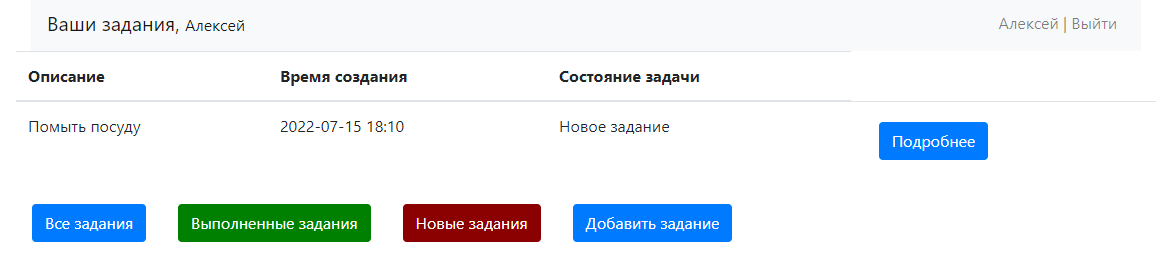 Ваши задания, Алексей
Алексей | Выйти
Описание Время создания Состояние задачи
Помыть посуду 2022-07-15 18:10 Новое задание Подробнее
Все задания Выполненные задания Новые задания Добавить задание